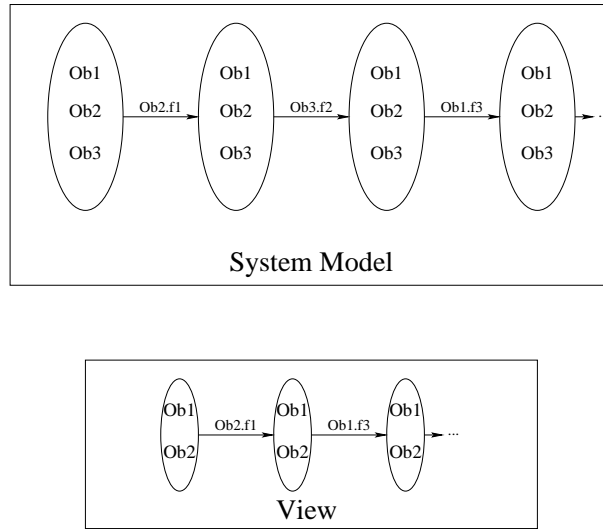 Ob1 Ob1 Ob1 Ob1
Ob2.f1 Ob3.f2 Ob1.f3
Ob2 Ob2 Ob2 Ob2 ..
Ob3 Ob3 Ob3 Ob3
System Model
Ob1 Ob1 Ob1
Ob2.f1 Ob1.f3
Ob2 Ob2 Ob2 ...
View